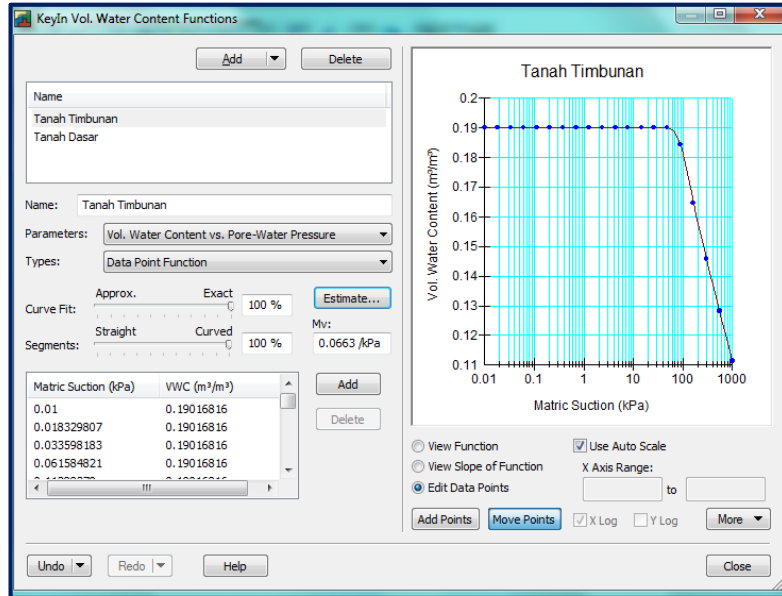 KeyIn Vol. Water Content Functions
Add
Delete
Name
Tanah Timbunan
Tanah Dasar
Name: Tanah Timbunan
Parameters: Vol. Water Content vs. Pore-Water Pressure
Types: Data Point Function
Approx. Exact
Curve Fit: 100 %
Estimate...
Straight Curved
Segments: 100 %
Mv:
0.0663 /kPa
Matric Suction (kPa) VWC (m³/m³)
0.01 0.19016816
0.018329807 0.19016816
0.033598183 0.19016816
0.061584821 0.19016816
Add
Delete
Tanah Timbunan
Vol. Water Content (m³/m³)
0.2
0.19
0.18
0.17
0.16
0.15
0.14
0.13
0.12
0.11
0.01 0.1 1 10 100 1000
Matric Suction (kPa)
View Function
View Slope of Function
Edit Data Points
Use Auto Scale
X Axis Range:
to
Add Points
Move Points
X Log
Y Log
More
Undo
Redo
Help
Close